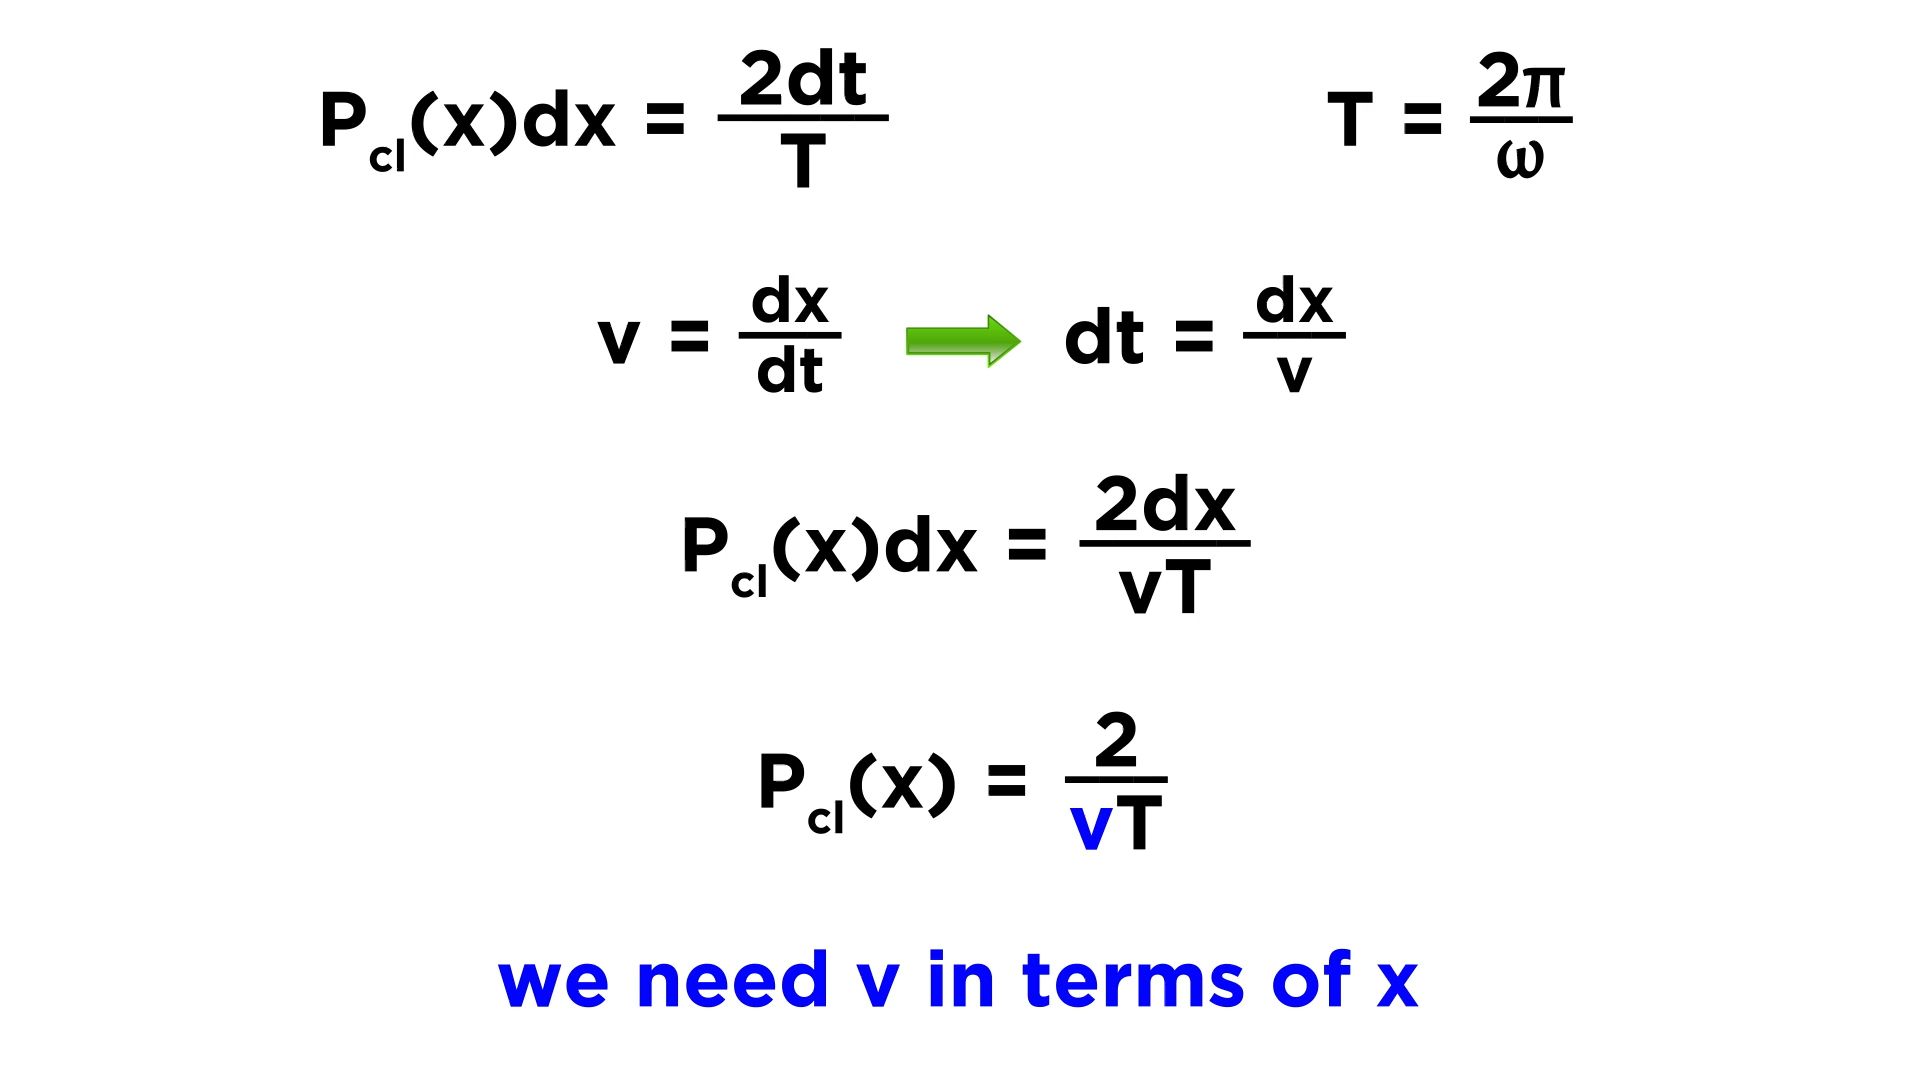 P_cl(x)dx = 2dt/T    T = 2π/ω
v = dx/dt    dt = dx/v
P_cl(x)dx = 2dx/vT
P_cl(x) = 2/vT
we need v in terms of x